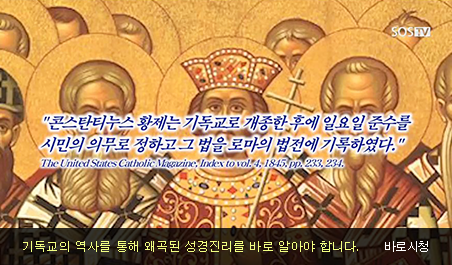 SOSTV
"콘스탄티누스 황제는 기독교로 개종한 후에 일요일 준수를
시민의 의무로 정하고 그 법을 로마의 법전에 기록하였다."
The United States Catholic Magazine, Index to vol. 4, 1845, pp. 233, 234.
기독교의 역사를 통해 왜곡된 성경진리를 바로 알아야 합니다. 바로시청